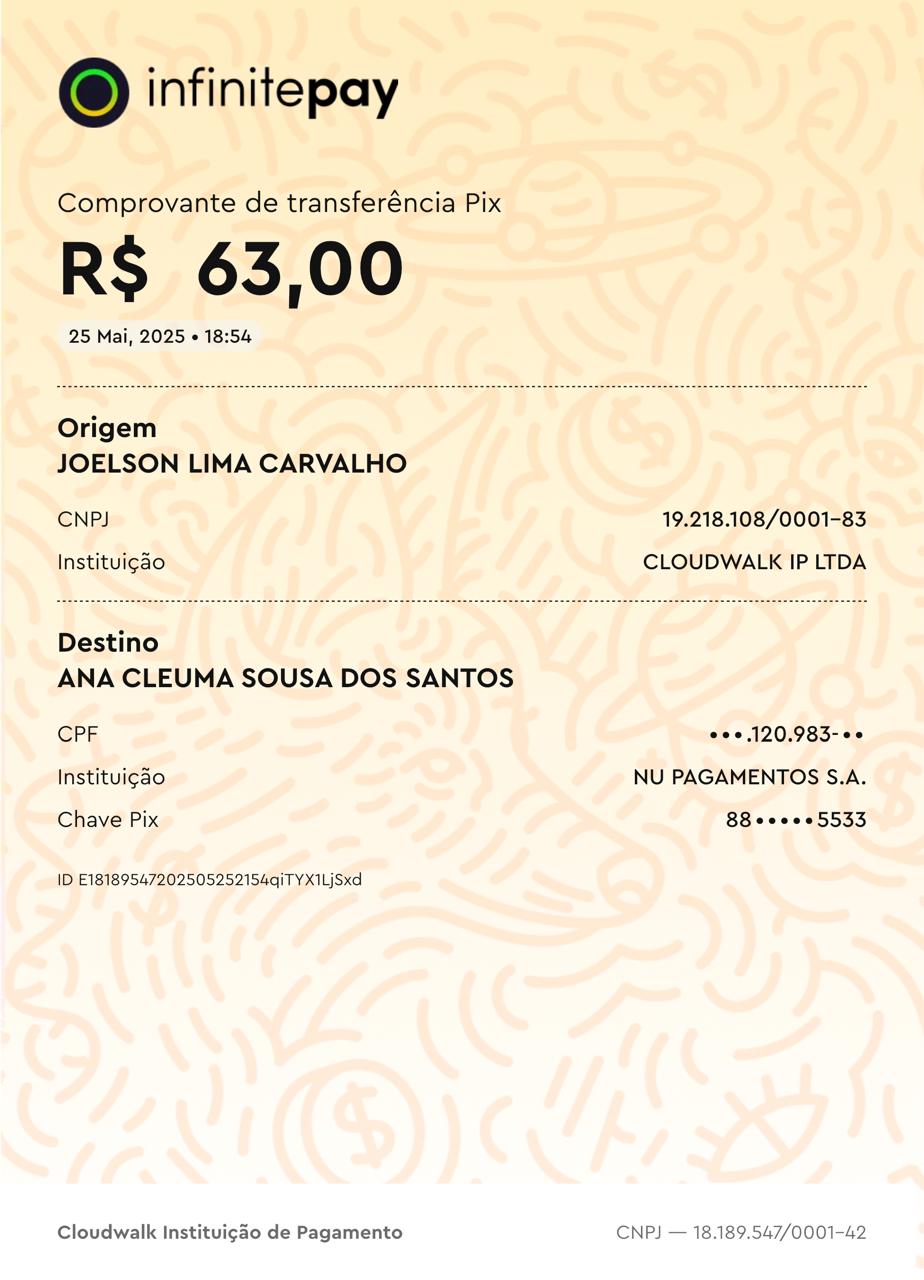 infinitepay
Comprovante de transferência Pix
R$ 63,00
25 Mai, 2025 • 18:54
Origem
JOELSON LIMA CARVALHO
CNPJ 19.218.108/0001-83
Instituição CLOUDWALK IP LTDA
Destino
ANA CLEUMA SOUSA DOS SANTOS
CPF •••.120.983-••
Instituição NU PAGAMENTOS S.A.
Chave Pix 88•••••5533
ID E18189547202505252154qiTYX1LjSxd
Cloudwalk Instituição de Pagamento CNPJ — 18.189.547/0001-42